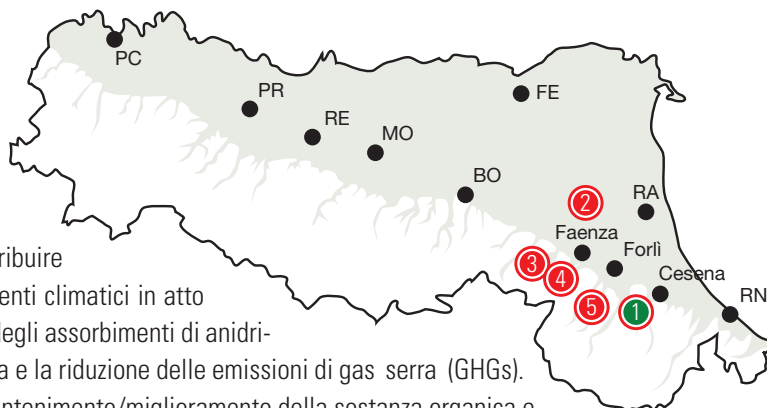 PC
PR
FE
RE
MO
BO
2
RA
Faenza
Forlì
3
4
Cesena
5
1
RN
ribuire
enti climatici in atto
egli assorbimenti di anidri-
a e la riduzione delle emissioni di gas serra (GHGs).